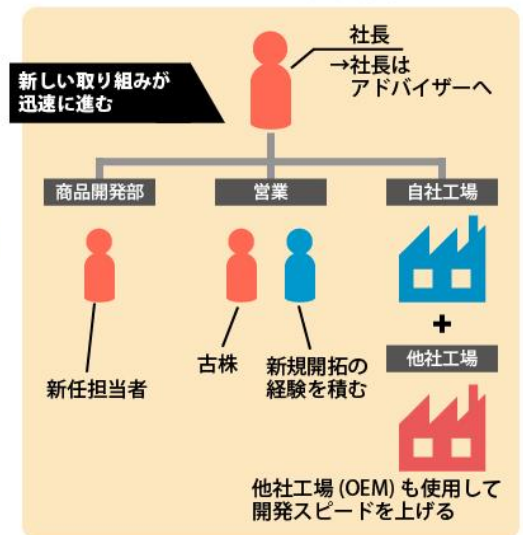 社長
→社長は
アドバイザーへ
新しい取り組みが
迅速に進む
商品開発部
営業
自社工場
新任担当者
古株
新規開拓の
経験を積む
+
他社工場
他社工場(OEM)も使用して
開発スピードを上げる